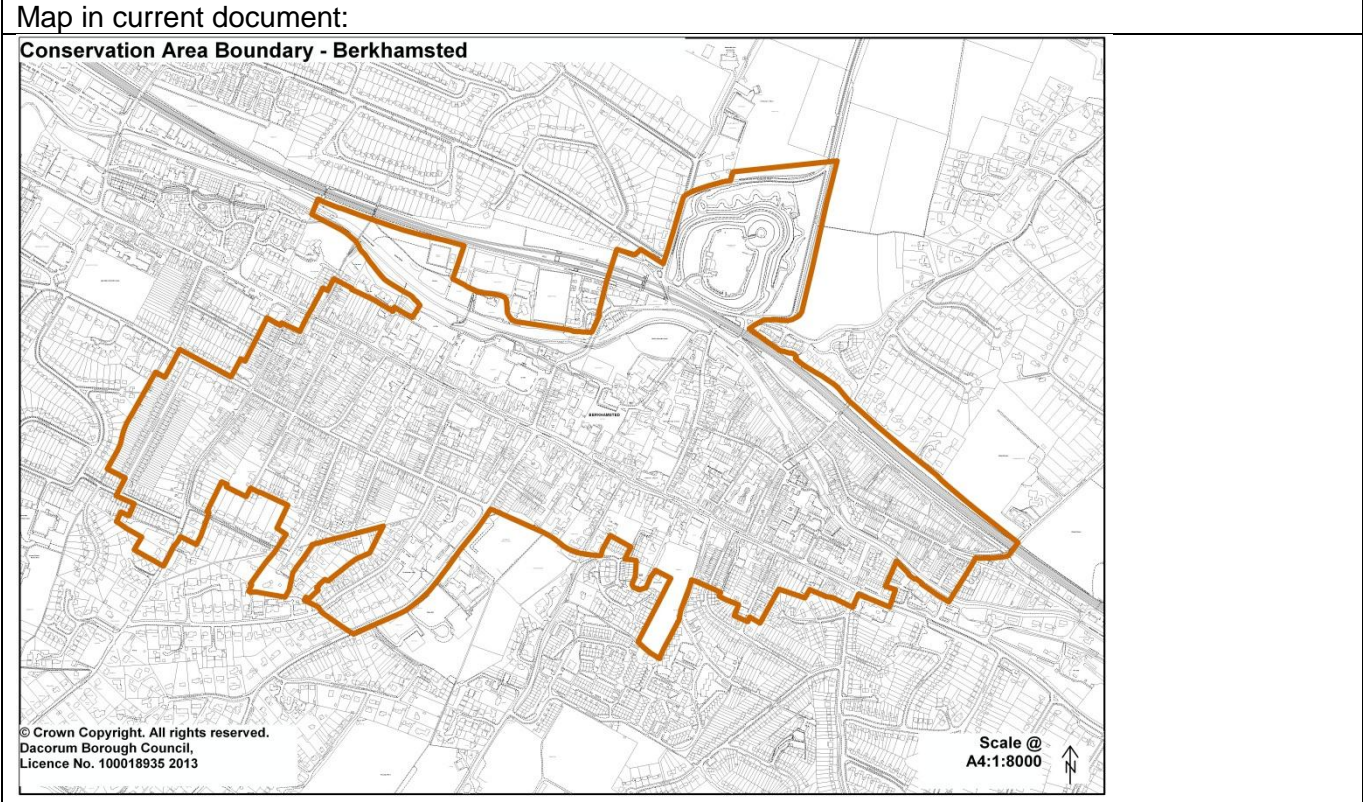 Map in current document:
Conservation Area Boundary - Berkhamsted
BERKHAMSTED
© Crown Copyright. All rights reserved.
Dacorum Borough Council,
Licence No. 100018935 2013
Scale @
A4:1:8000
N